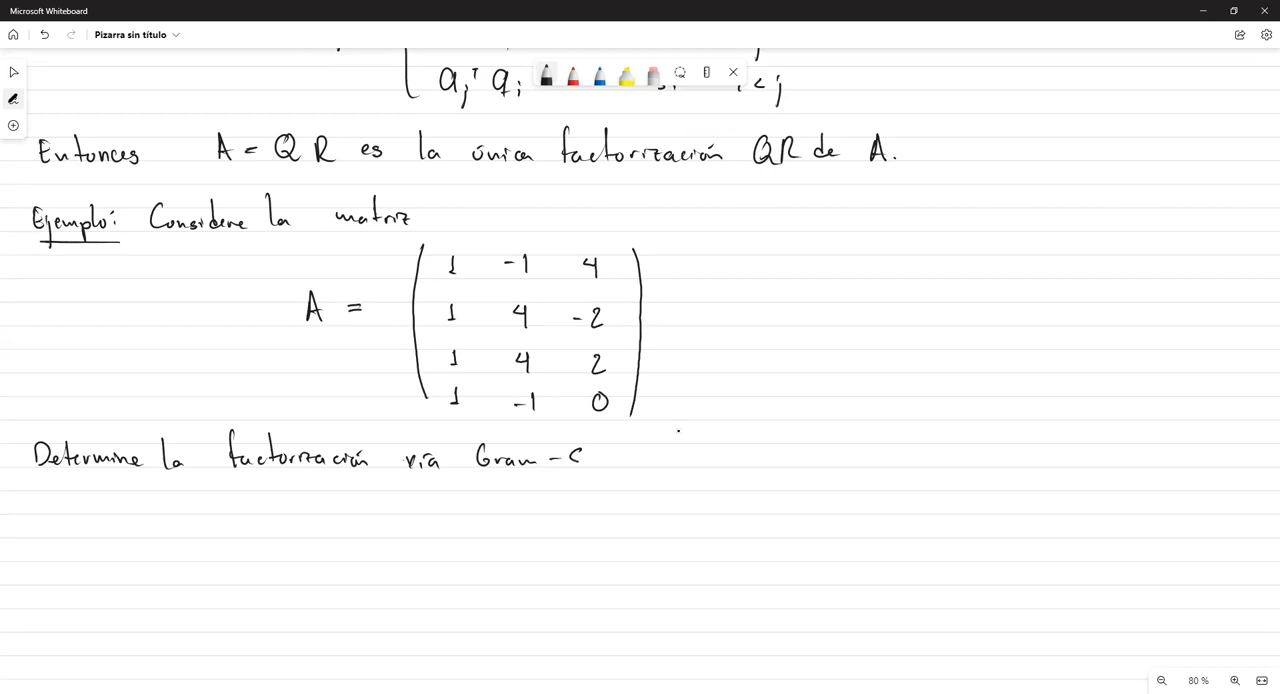 Microsoft Whiteboard
Pizarra sin título
Entonces A = QR es la única factorización QR de A.
Ejemplo: Considere la matriz
A =
1 -1 4
1 4 -2
1 4 2
1 -1 0
Determine la factorización vía Gram - C
80 %